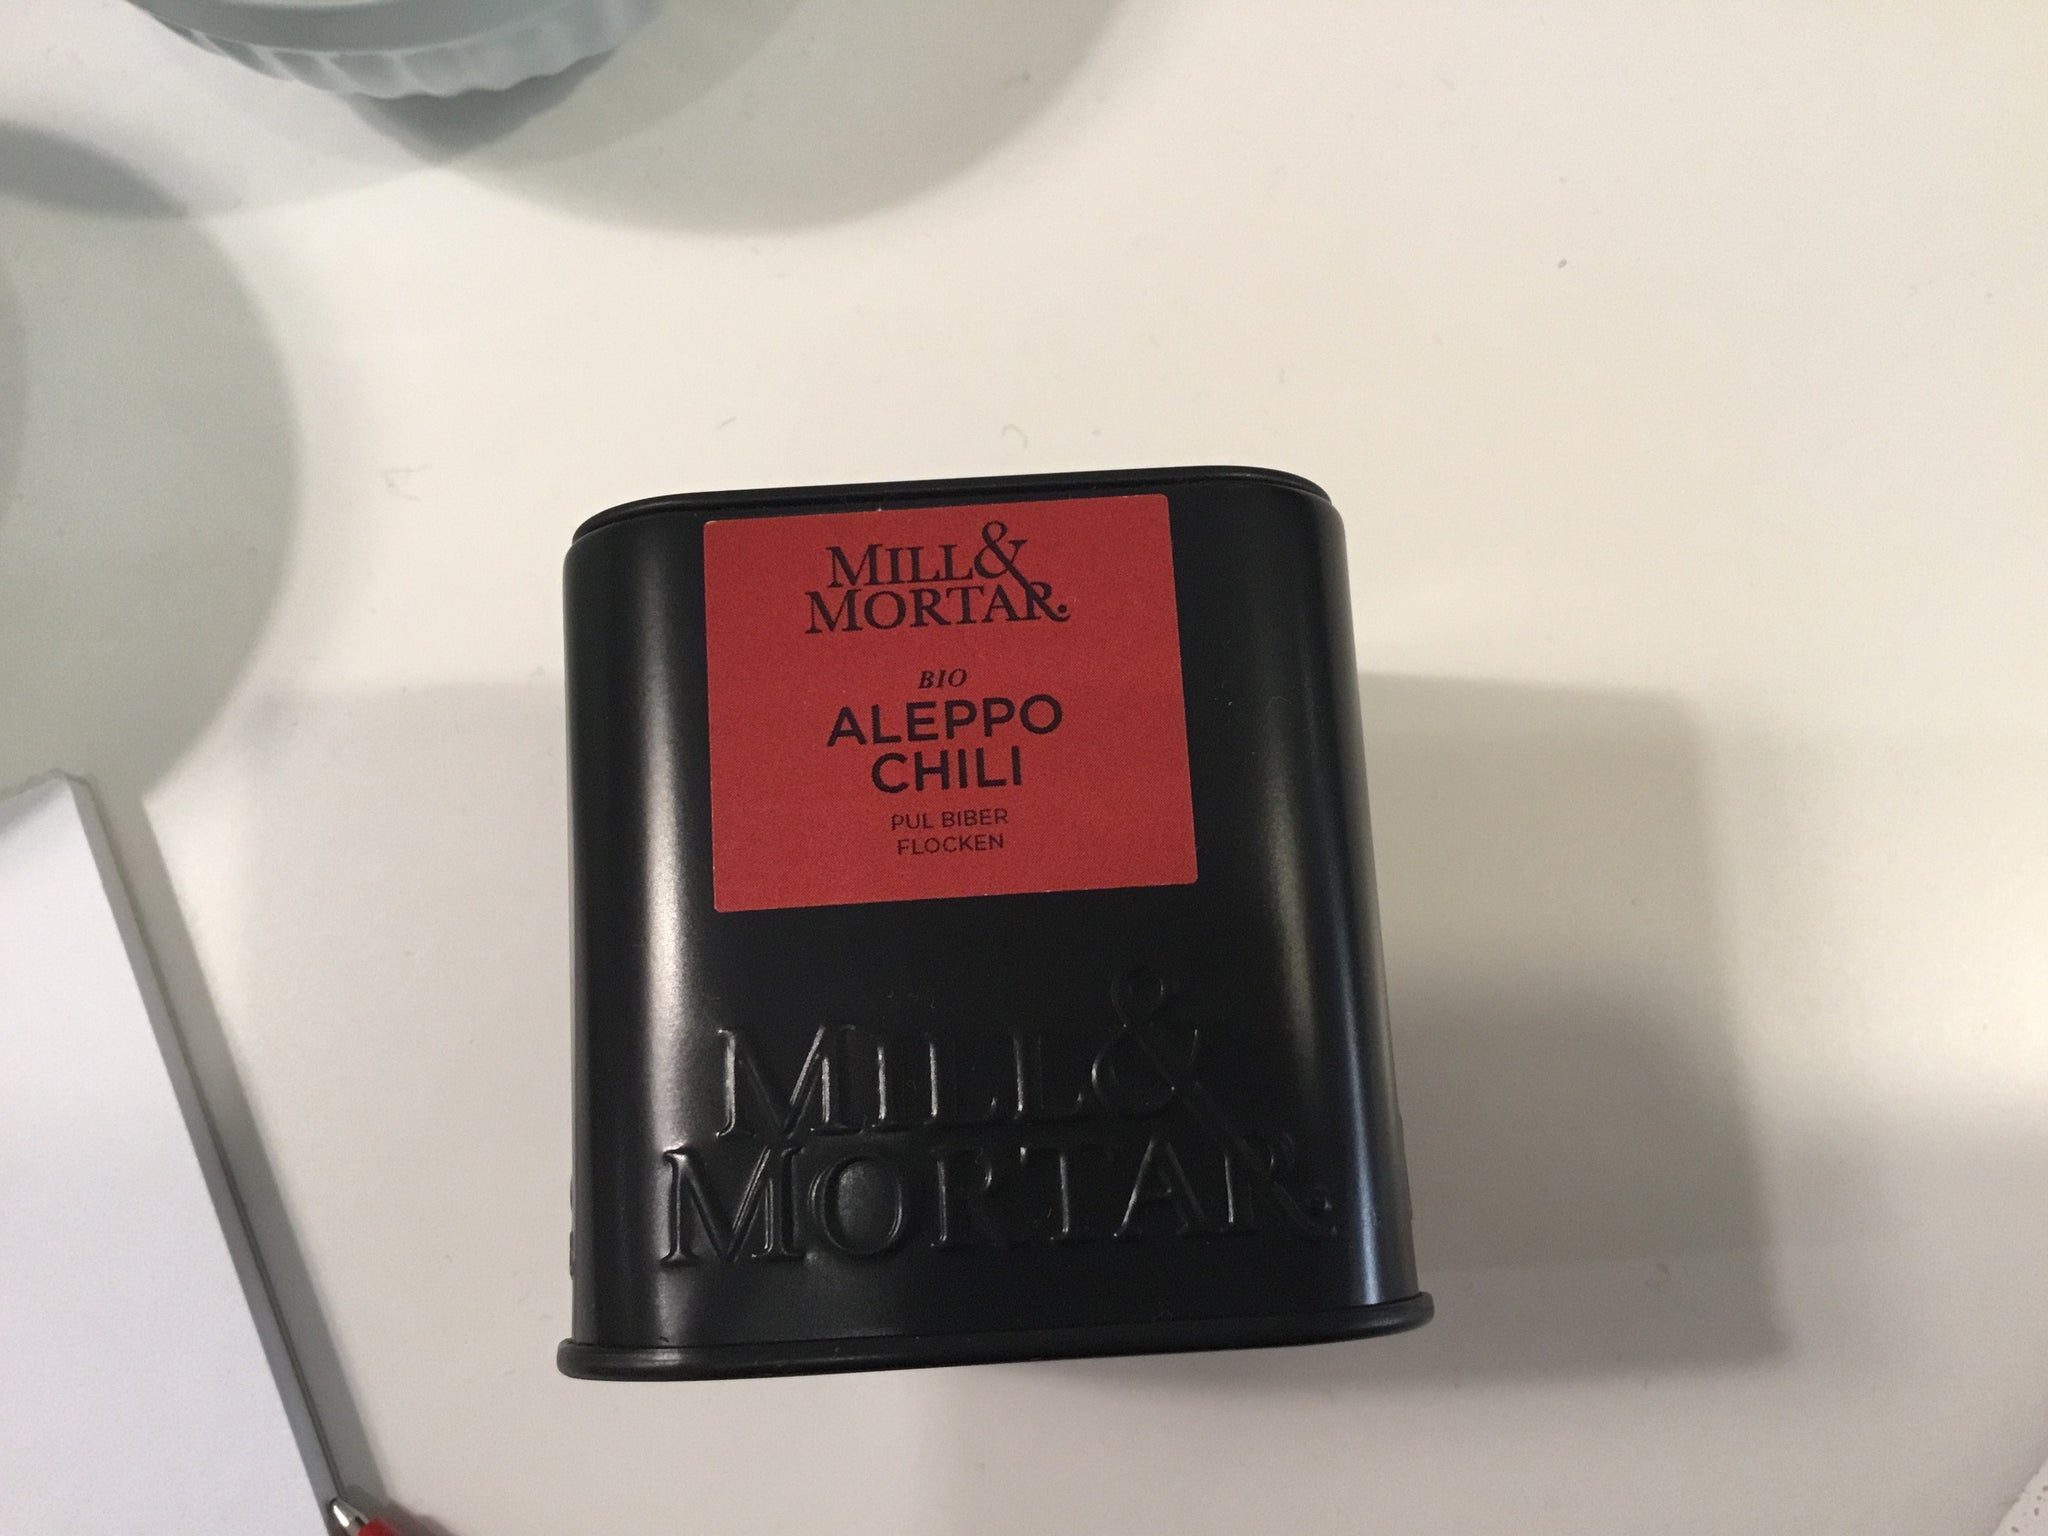 MILL&
MORTAR.
BIO
ALEPPO
CHILI
PUL BIBER
FLOCKEN
MILL&
MORTAR.